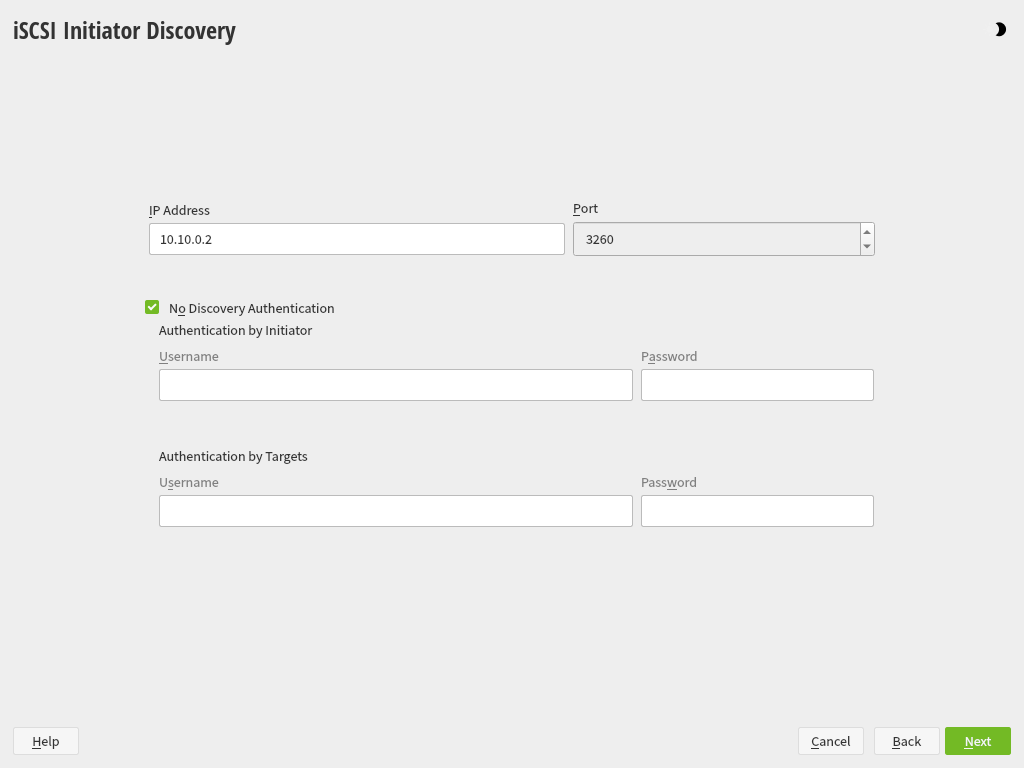 iSCSI Initiator Discovery
IP Address
Port
10.10.0.2
3260
No Discovery Authentication
Authentication by Initiator
Username
Password
Authentication by Targets
Username
Password
Help
Cancel
Back
Next